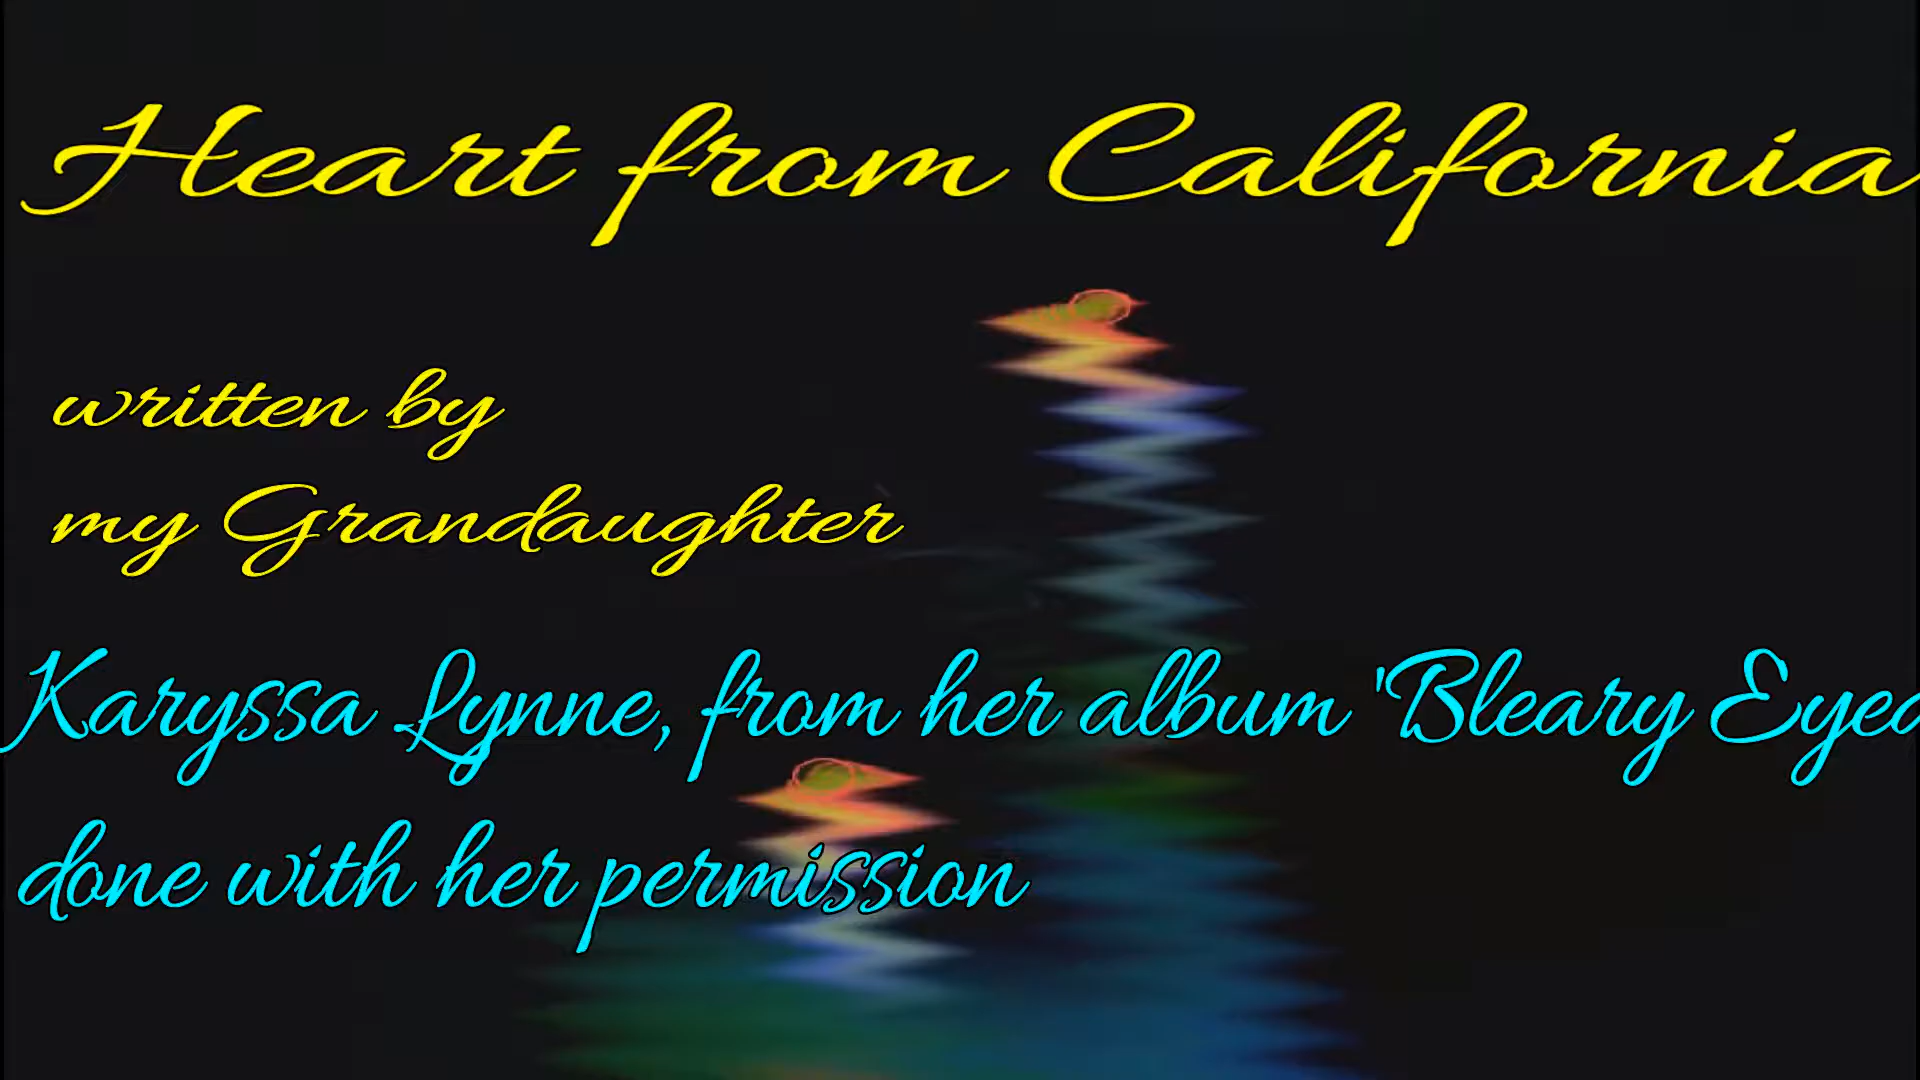 Heart from California
written by
my Grandaughter
Karyssa Lynne, from her album 'Bleary Eyed
done with her permission